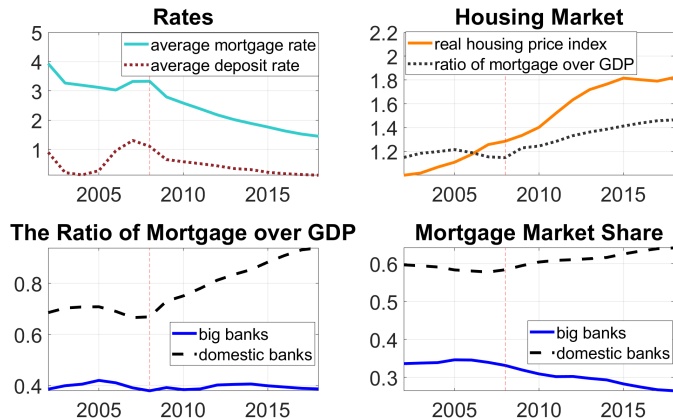 Rates
5
4
3
2
1
average mortgage rate
average deposit rate
2005 2010 2015
Housing Market
2.2
2
1.8
1.6
1.4
1.2
real housing price index
ratio of mortgage over GDP
2005 2010 2015
The Ratio of Mortgage over GDP
0.8
0.6
0.4
big banks
domestic banks
2005 2010 2015
Mortgage Market Share
0.6
0.5
0.4
0.3
big banks
domestic banks
2005 2010 2015